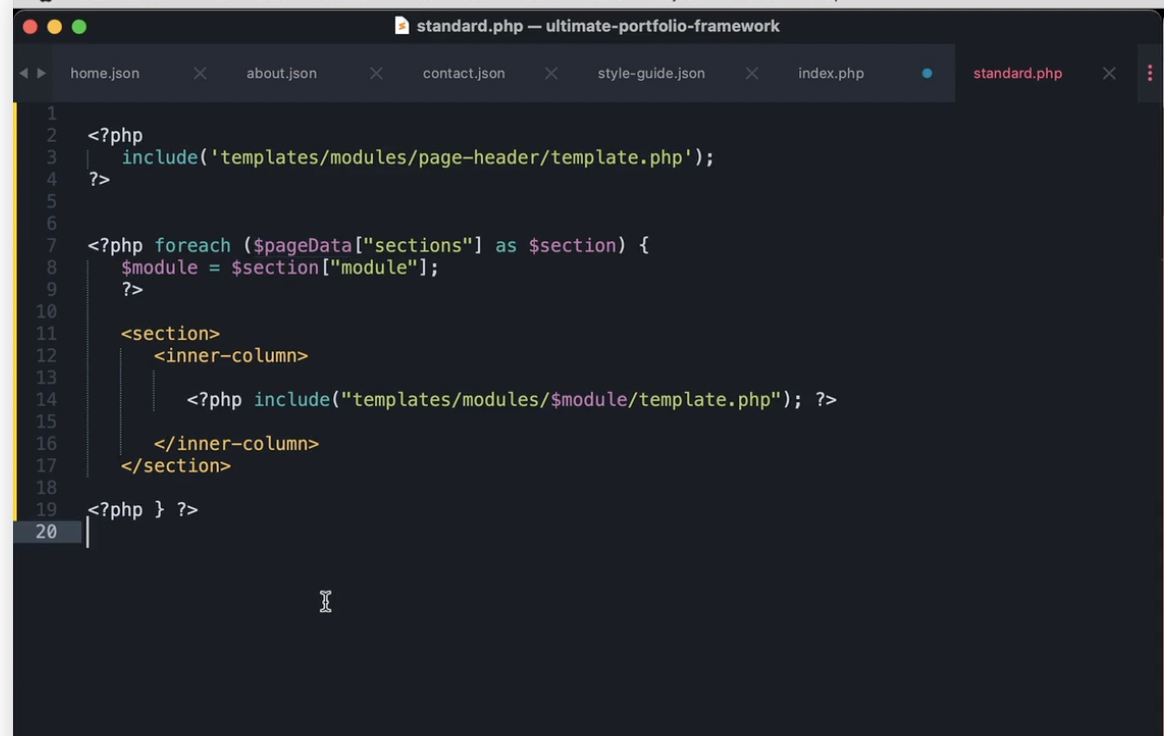 standard.php — ultimate-portfolio-framework
home.json about.json contact.json style-guide.json index.php standard.php
1
2 <?php
3 include('templates/modules/page-header/template.php');
4 ?>
5
6
7 <?php foreach ($pageData["sections"] as $section) {
8 $module = $section["module"];
9 ?>
10
11 <section>
12 <inner-column>
13
14 <?php include("templates/modules/$module/template.php"); ?>
15
16 </inner-column>
17 </section>
18
19 <?php } ?>
20